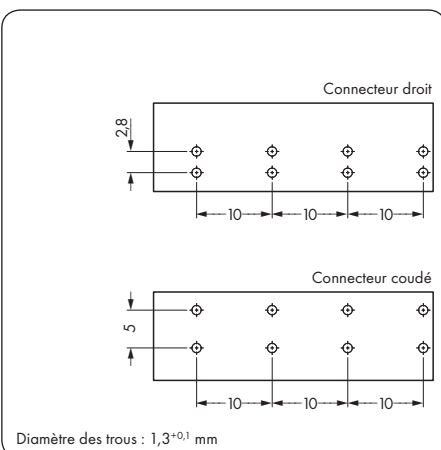 Connecteur droit
2,8
10 10 10
Connecteur coudé
5
10 10 10
Diamètre des trous : 1,3+0,1 mm